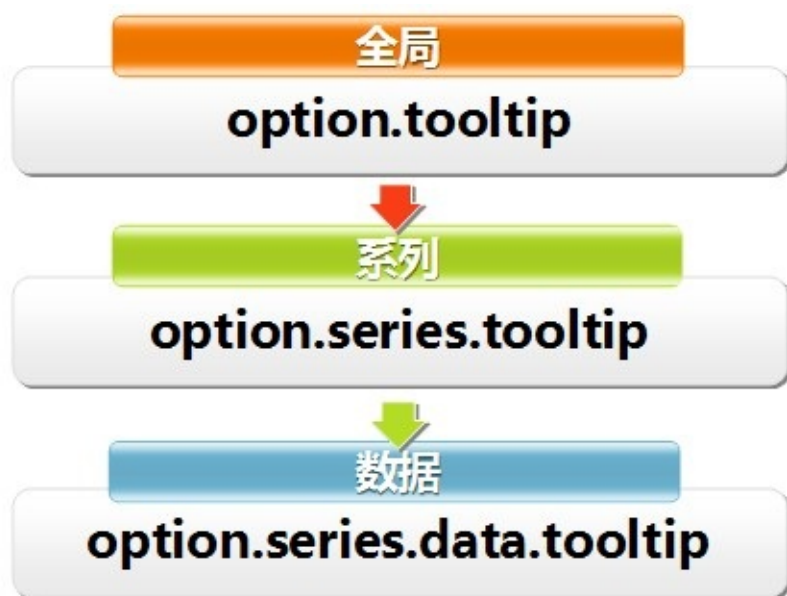 全局
option.tooltip
系列
option.series.tooltip
数据
option.series.data.tooltip